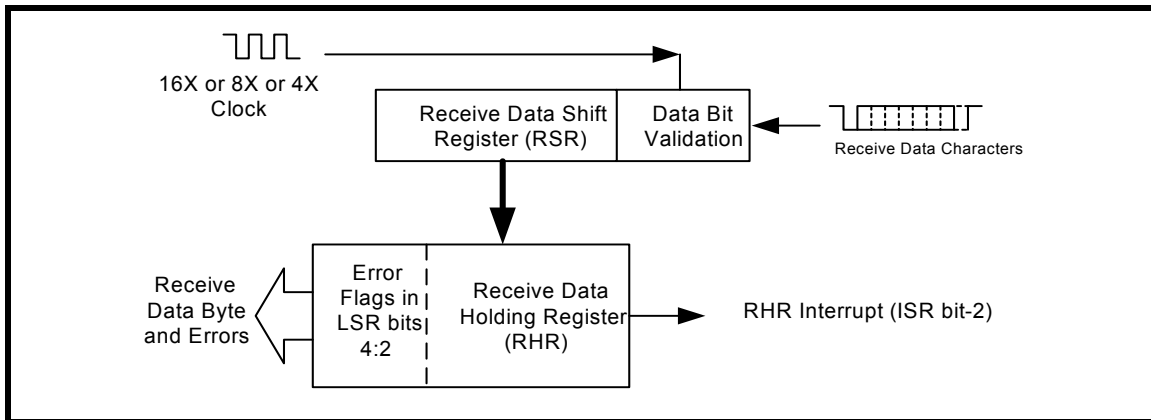 16X or 8X or 4X
Clock
Receive Data Shift
Register (RSR)
Data Bit
Validation
Receive Data Characters
Receive
Data Byte
and Errors
Error
Flags in
LSR bits
4:2
Receive Data
Holding Register
(RHR)
RHR Interrupt (ISR bit-2)